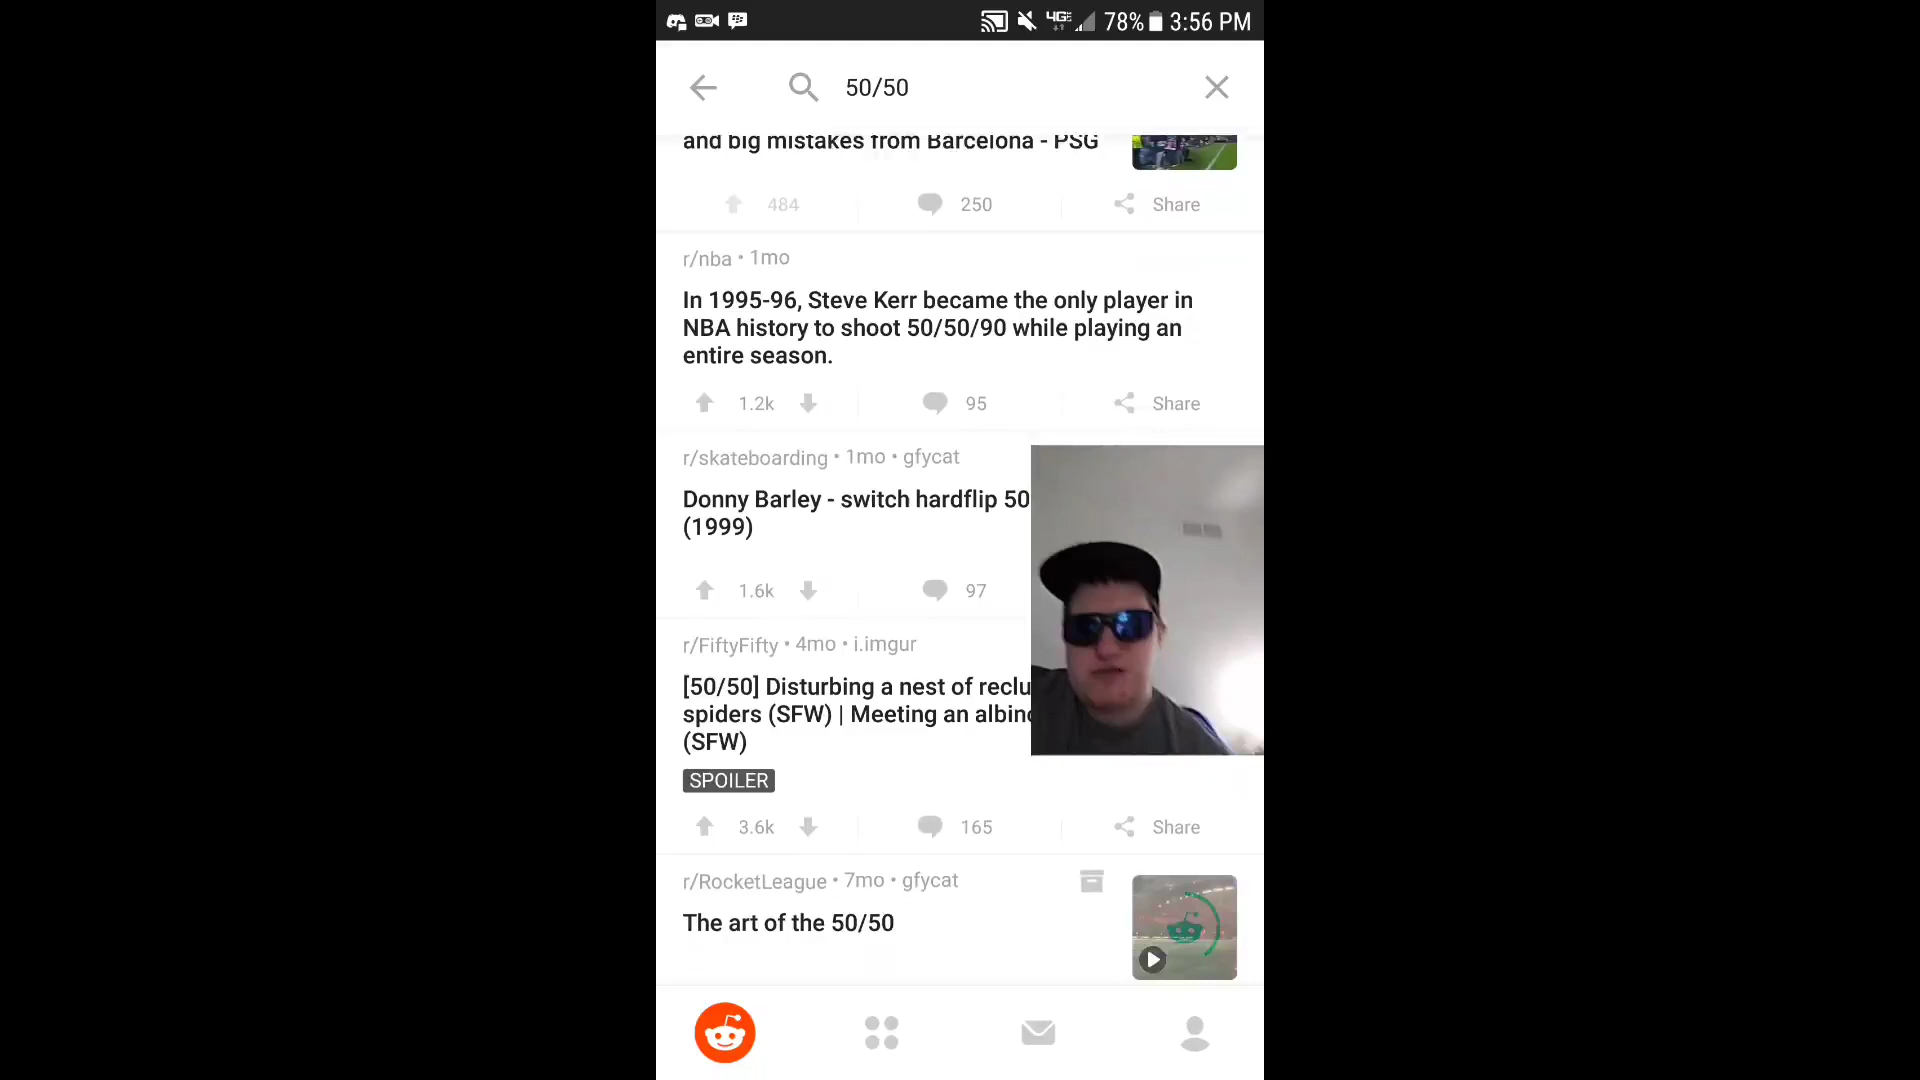 78% 3:56 PM
50/50
and big mistakes from Barcelona - PSG
484 250 Share
r/nba • 1mo
In 1995-96, Steve Kerr became the only player in
NBA history to shoot 50/50/90 while playing an
entire season.
1.2k 95 Share
r/skateboarding • 1mo • gfycat
Donny Barley - switch hardflip 50
(1999)
1.6k 97
r/FiftyFifty • 4mo • i.imgur
[50/50] Disturbing a nest of reclu
spiders (SFW) | Meeting an albino
(SFW)
SPOILER
3.6k 165 Share
r/RocketLeague • 7mo • gfycat
The art of the 50/50